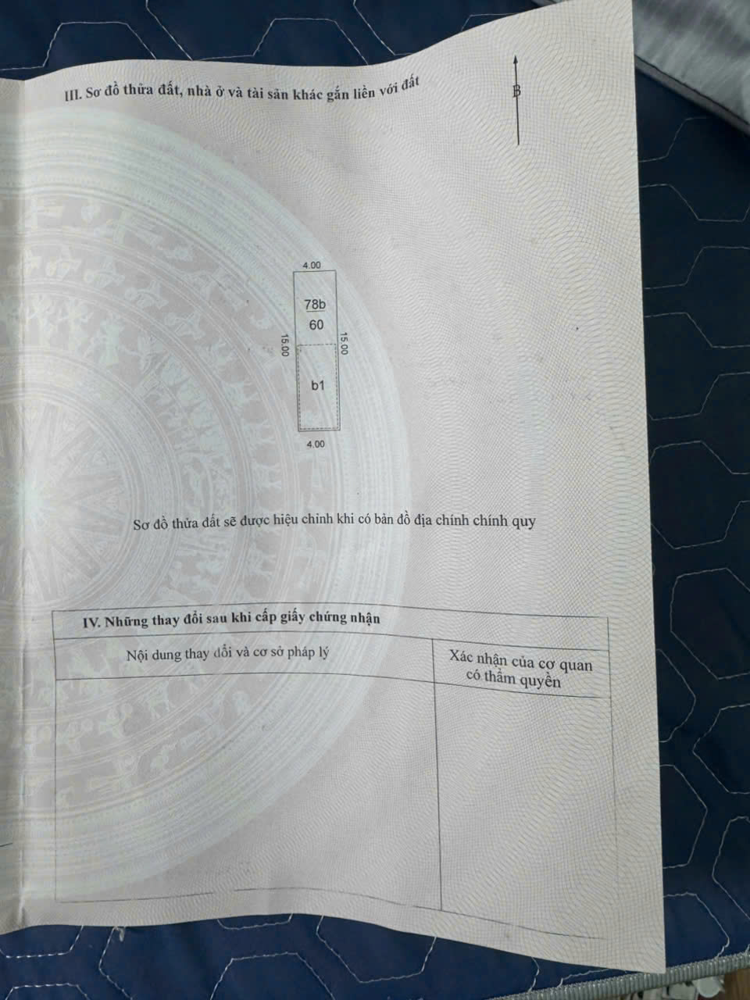 III. Sơ đồ thửa đất, nhà ở và tài sản khác gắn liền với đất
B
4.00
78b
60
15.00
15.00
b1
4.00
Sơ đồ thửa đất sẽ được hiệu chỉnh khi có bản đồ địa chính chính quy
IV. Những thay đổi sau khi cấp giấy chứng nhận
Nội dung thay đổi và cơ sở pháp lý
Xác nhận của cơ quan
có thẩm quyền